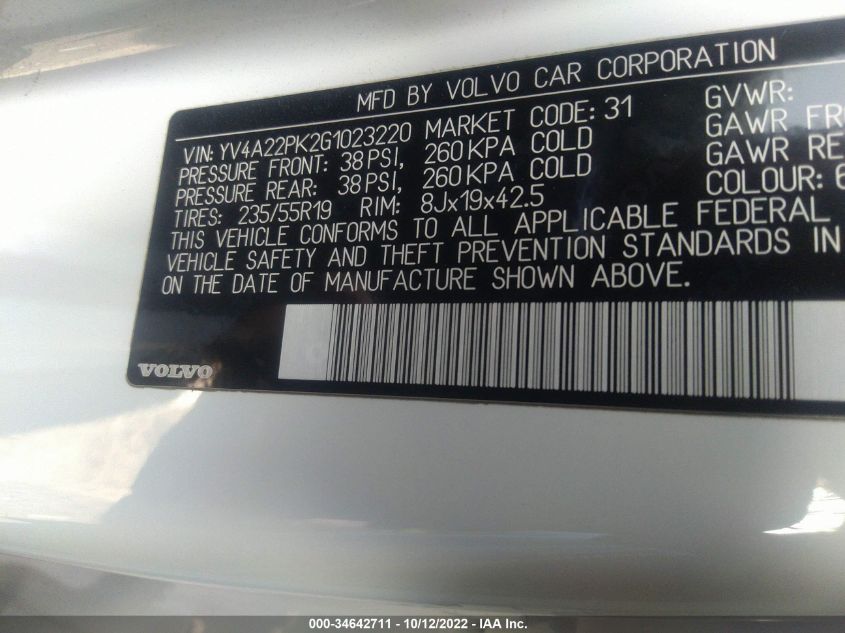 MFD BY VOLVO CAR CORPORATION
VIN: YV4A22PK2G1023220 MARKET CODE: 31 GVWR:
PRESSURE FRONT: 38 PSI, 260 KPA COLD GAWR FRO
PRESSURE REAR: 38 PSI, 260 KPA COLD GAWR RE
TIRES: 235/55R19 RIM: 8Jx19x42.5 COLOUR: 6
THIS VEHICLE CONFORMS TO ALL APPLICABLE FEDERAL
VEHICLE SAFETY AND THEFT PREVENTION STANDARDS IN
ON THE DATE OF MANUFACTURE SHOWN ABOVE.
VOLVO
000-34642711 - 10/12/2022 - IAA Inc.